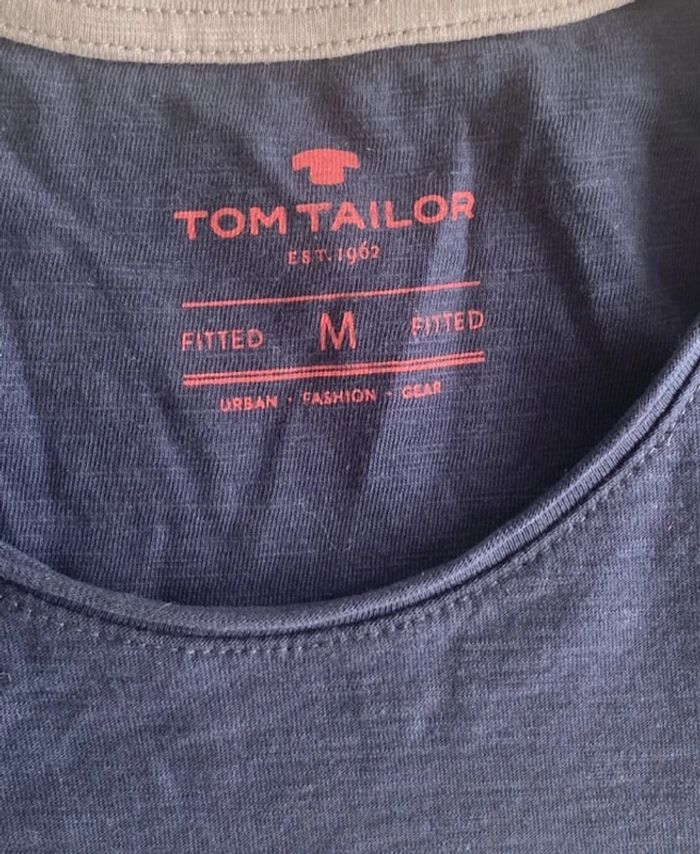 TOM TAILOR
EST. 1962
FITTED M FITTED
URBAN · FASHION · GEAR